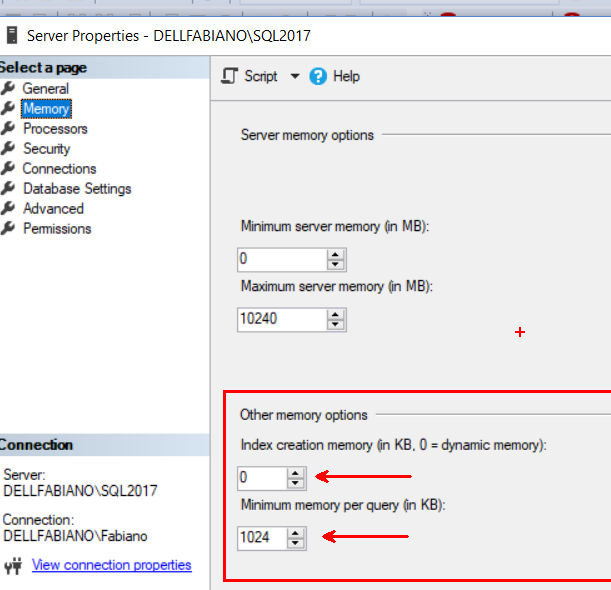 Server Properties - DELLFABIANO\SQL2017
Select a page
General
Memory
Processors
Security
Connections
Database Settings
Advanced
Permissions
Connection
Server:
DELLFABIANO\SQL2017
Connection:
DELLFABIANO\Fabiano
View connection properties
Script
Help
Server memory options
Minimum server memory (in MB):
0
Maximum server memory (in MB):
10240
Other memory options
Index creation memory (in KB, 0 = dynamic memory):
0
Minimum memory per query (in KB):
1024